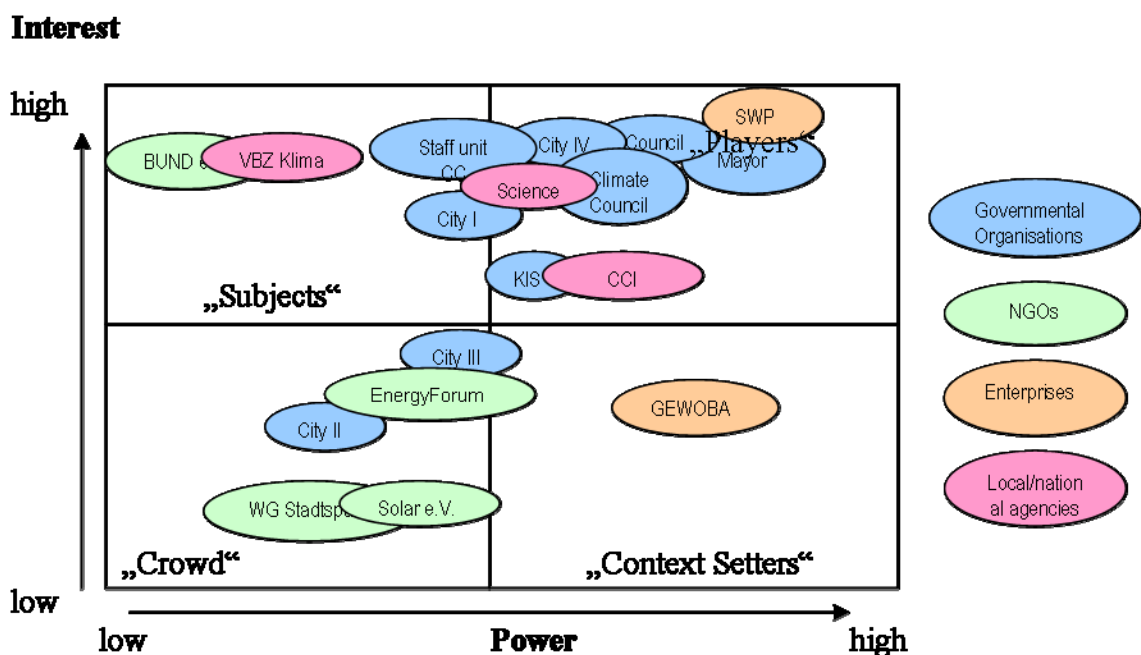 Interest
high
SWP
Staff unit
CC
City IV
Council
„Players“
Mayor
BUND
VBZ Klima
Science
Climate
Council
City I
Governmental
Organisations
KIS
CCI
„Subjects“
NGOs
City III
EnergyForum
GEWOBA
Enterprises
City II
WG
Solar e.V.
Local/nation
al agencies
„Crowd“
„Context Setters“
low
low
Power
high